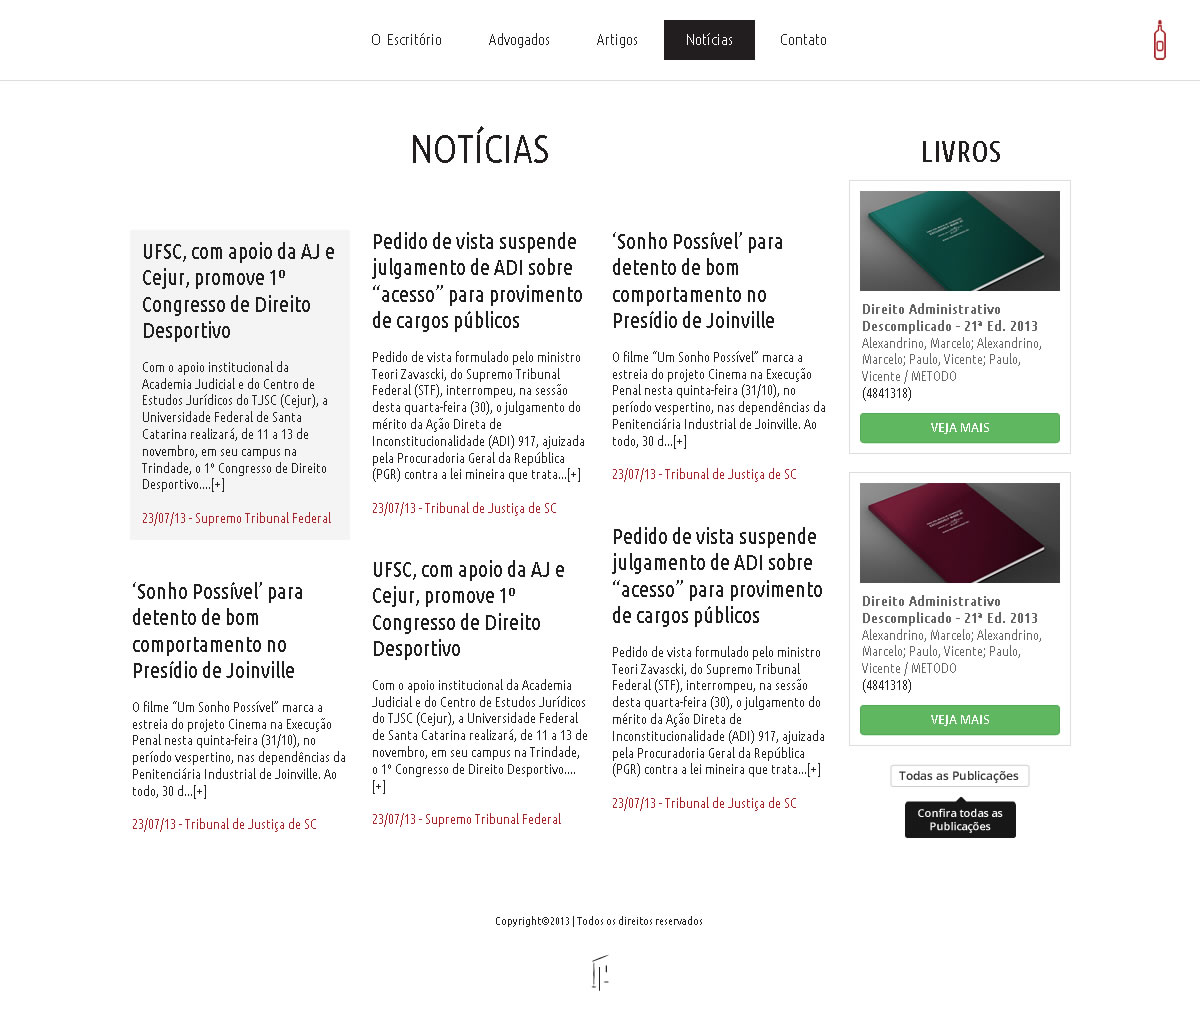 O Escritório
Advogados
Artigos
Notícias
Contato
NOTÍCIAS
UFSC, com apoio da AJ e
Cejur, promove 1º
Congresso de Direito
Desportivo
Com o apoio institucional da
Academia Judicial e do Centro de
Estudos Jurídicos do TJSC (Cejur), a
Universidade Federal de Santa
Catarina realizará, de 11 a 13 de
novembro, em seu campus na
Trindade, o 1º Congresso de Direito
Desportivo....[+]
23/07/13 - Supremo Tribunal Federal
‘Sonho Possível’ para
detento de bom
comportamento no
Presídio de Joinville
O filme “Um Sonho Possível” marca a
estreia do projeto Cinema na Execução
Penal nesta quinta-feira (31/10), no
período vespertino, nas dependências da
Penitenciária Industrial de Joinville. Ao
todo, 30 d...[+]
23/07/13 - Tribunal de Justiça de SC
Pedido de vista suspende
julgamento de ADI sobre
“acesso” para provimento
de cargos públicos
Pedido de vista formulado pelo ministro
Teori Zavascki, do Supremo Tribunal
Federal (STF), interrompeu, na sessão
desta quarta-feira (30), o julgamento do
mérito da Ação Direta de
Inconstitucionalidade (ADI) 917, ajuizada
pela Procuradoria Geral da República
(PGR) contra a lei mineira que trata...[+]
23/07/13 - Tribunal de Justiça de SC
UFSC, com apoio da AJ e
Cejur, promove 1º
Congresso de Direito
Desportivo
Com o apoio institucional da Academia
Judicial e do Centro de Estudos Jurídicos
do TJSC (Cejur), a Universidade Federal
de Santa Catarina realizará, de 11 a 13 de
novembro, em seu campus na Trindade,
o 1º Congresso de Direito Desportivo....
[+]
23/07/13 - Supremo Tribunal Federal
‘Sonho Possível’ para
detento de bom
comportamento no
Presídio de Joinville
O filme “Um Sonho Possível” marca a
estreia do projeto Cinema na Execução
Penal nesta quinta-feira (31/10), no
período vespertino, nas dependências da
Penitenciária Industrial de Joinville. Ao
todo, 30 d...[+]
23/07/13 - Tribunal de Justiça de SC
Pedido de vista suspende
julgamento de ADI sobre
“acesso” para provimento
de cargos públicos
Pedido de vista formulado pelo ministro
Teori Zavascki, do Supremo Tribunal
Federal (STF), interrompeu, na sessão
desta quarta-feira (30), o julgamento do
mérito da Ação Direta de
Inconstitucionalidade (ADI) 917, ajuizada
pela Procuradoria Geral da República
(PGR) contra a lei mineira que trata...[+]
23/07/13 - Tribunal de Justiça de SC
LIVROS
Direito Administrativo
Descomplicado - 21ª Ed. 2013
Alexandrino, Marcelo; Alexandrino,
Marcelo; Paulo, Vicente; Paulo,
Vicente / METODO
(4841318)
VEJA MAIS
Direito Administrativo
Descomplicado - 21ª Ed. 2013
Alexandrino, Marcelo; Alexandrino,
Marcelo; Paulo, Vicente; Paulo,
Vicente / METODO
(4841318)
VEJA MAIS
Todas as Publicações
Confira todas as
Publicações
Copyright©2013 | Todos os direitos reservados